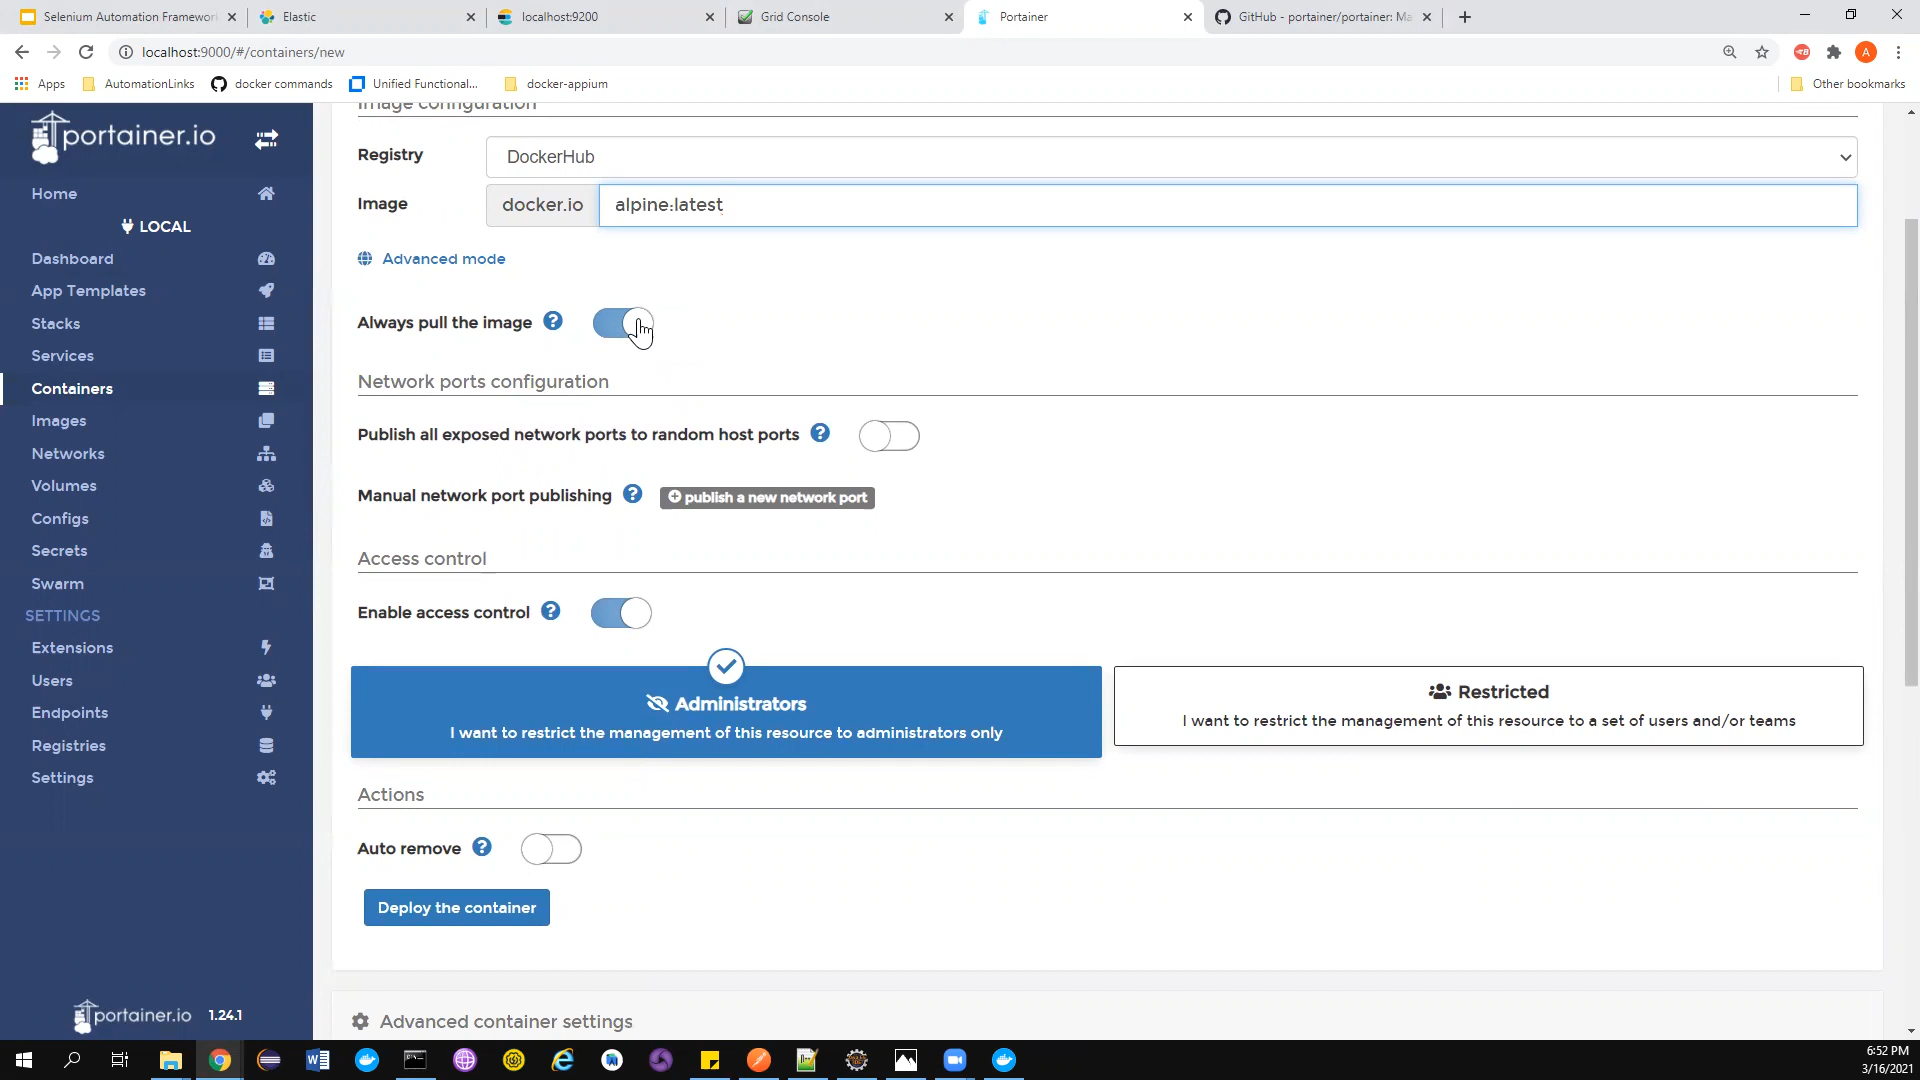 Selenium Automation Framewor
Elastic
localhost:9200
Grid Console
Portainer
GitHub - portainer/portainer: Ma
localhost:9000/#/containers/new
A
Apps
AutomationLinks
docker commands
Unified Functional...
docker-appium
Other bookmarks
portainer.io
Home
LOCAL
Dashboard
App Templates
Stacks
Services
Containers
Images
Networks
Volumes
Configs
Secrets
Swarm
SETTINGS
Extensions
Users
Endpoints
Registries
Settings
portainer.io 1.24.1
Image configuration
Registry
DockerHub
Image
docker.io
alpine:latest
Advanced mode
Always pull the image
Network ports configuration
Publish all exposed network ports to random host ports
Manual network port publishing
publish a new network port
Access control
Enable access control
Administrators
I want to restrict the management of this resource to administrators only
Restricted
I want to restrict the management of this resource to a set of users and/or teams
Actions
Auto remove
Deploy the container
Advanced container settings
6:52 PM
3/16/2021